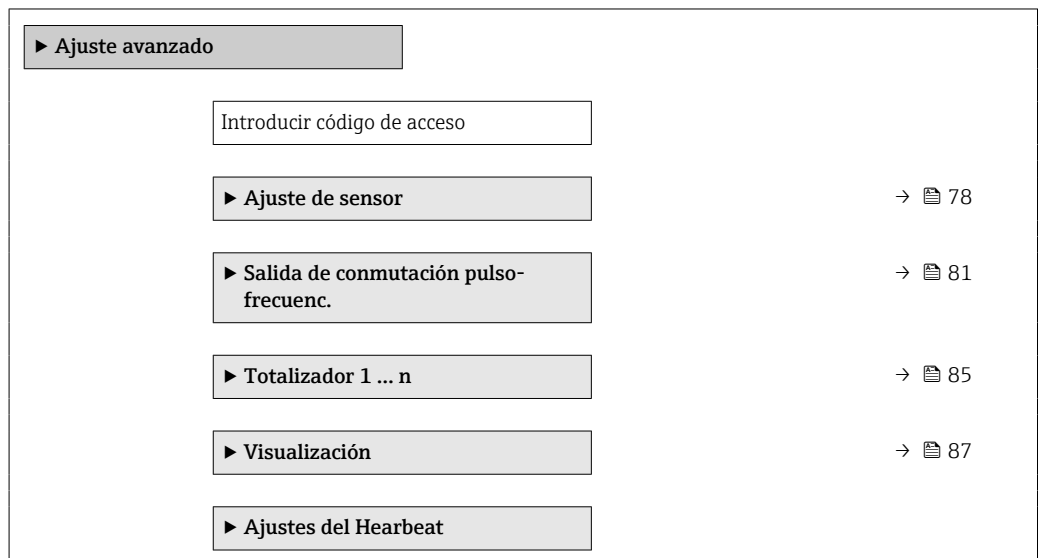 ▶ Ajuste avanzado
Introducir código de acceso
▶ Ajuste de sensor → 78
▶ Salida de conmutación pulso-
frecuenc. → 81
▶ Totalizador 1 … n → 85
▶ Visualización → 87
▶ Ajustes del Hearbeat